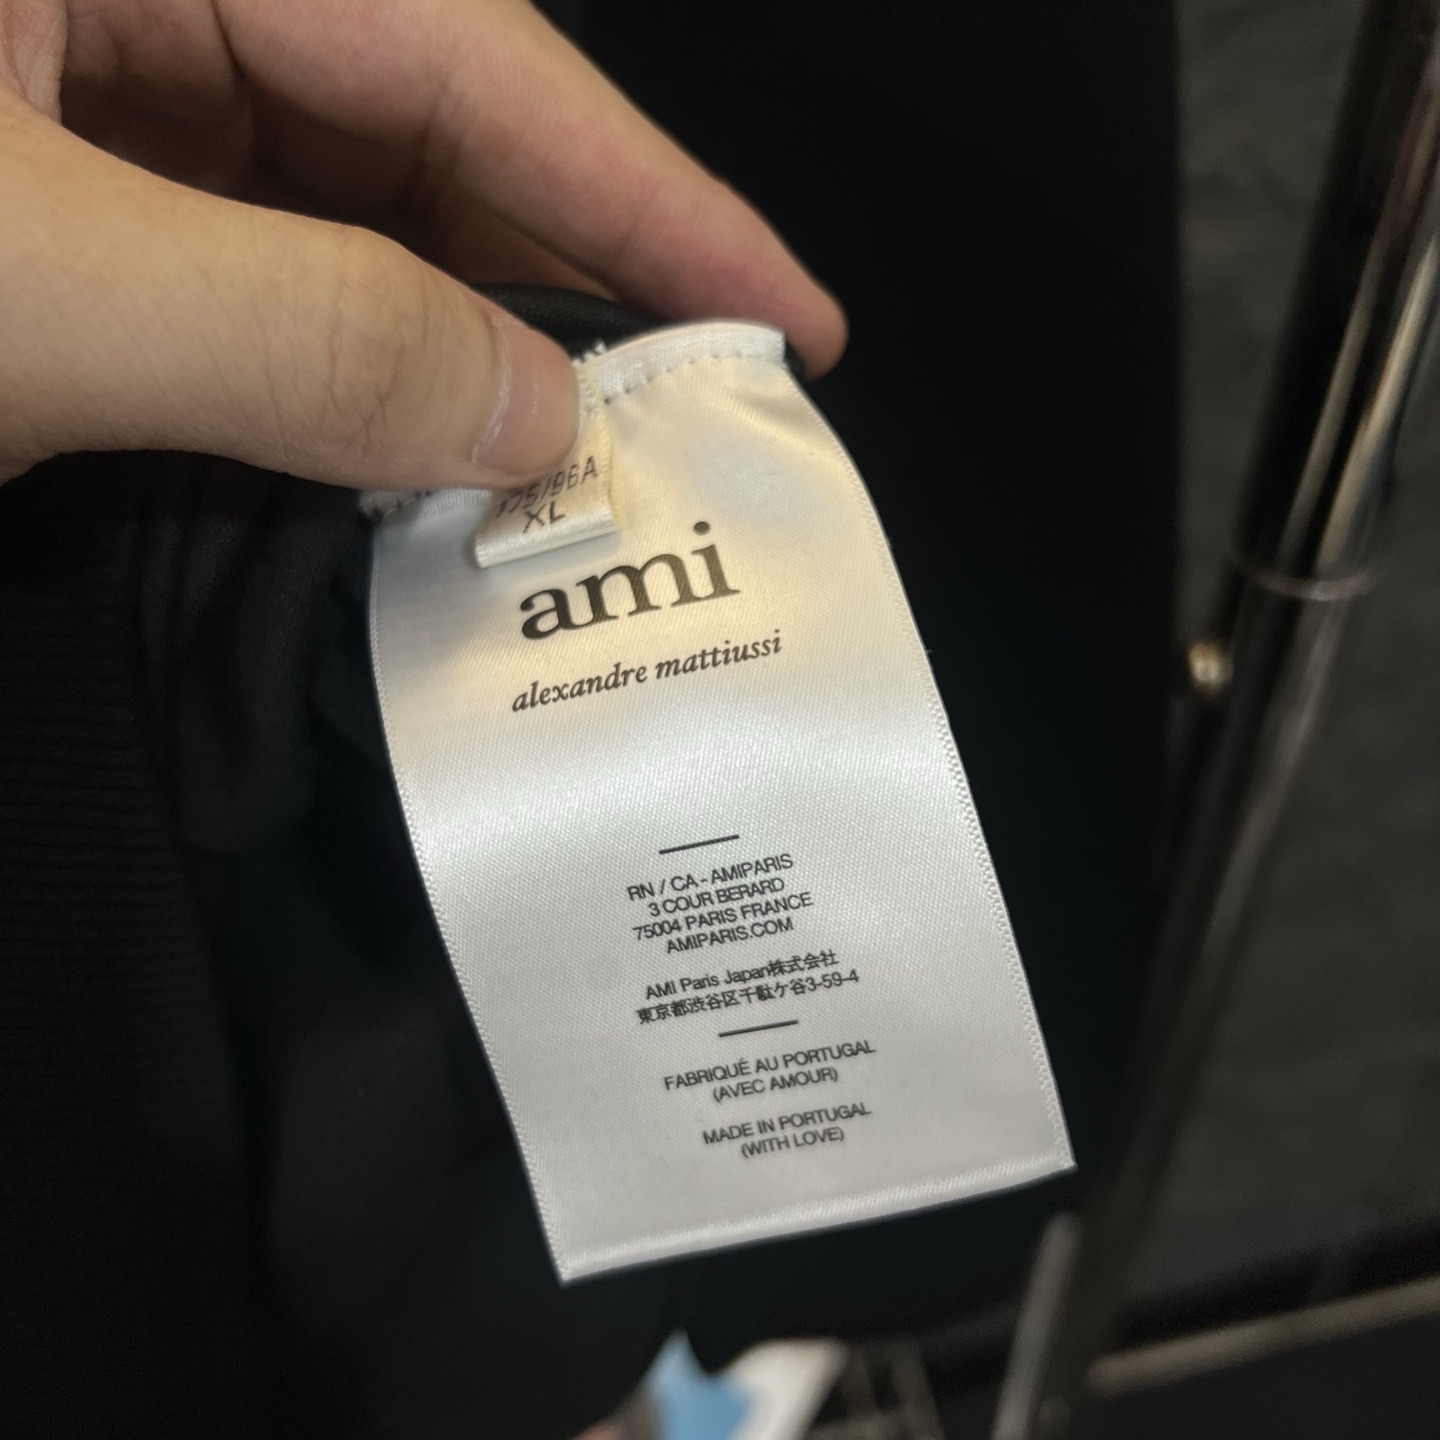 XL
ami
alexandre mattiussi
RN / CA - AMIPARIS
3 COUR BERARD
75004 PARIS FRANCE
AMIPARIS.COM
AMI Paris Japan株式会社
東京都渋谷区千駄ケ谷3-59-4
FABRIQUÉ AU PORTUGAL
(AVEC AMOUR)
MADE IN PORTUGAL
(WITH LOVE)